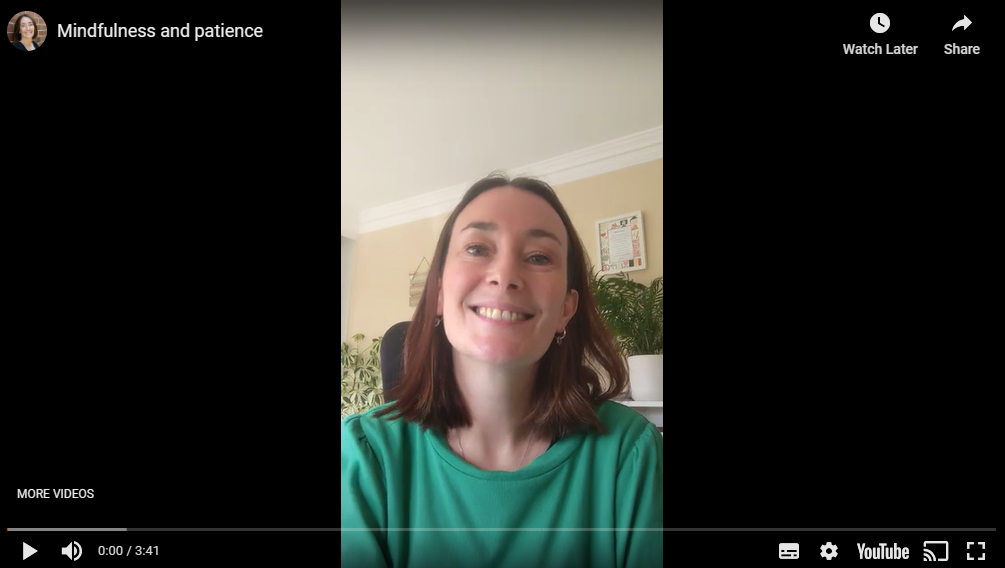 Mindfulness and patience
Watch Later
Share
MORE VIDEOS
0:00 / 3:41
YouTube